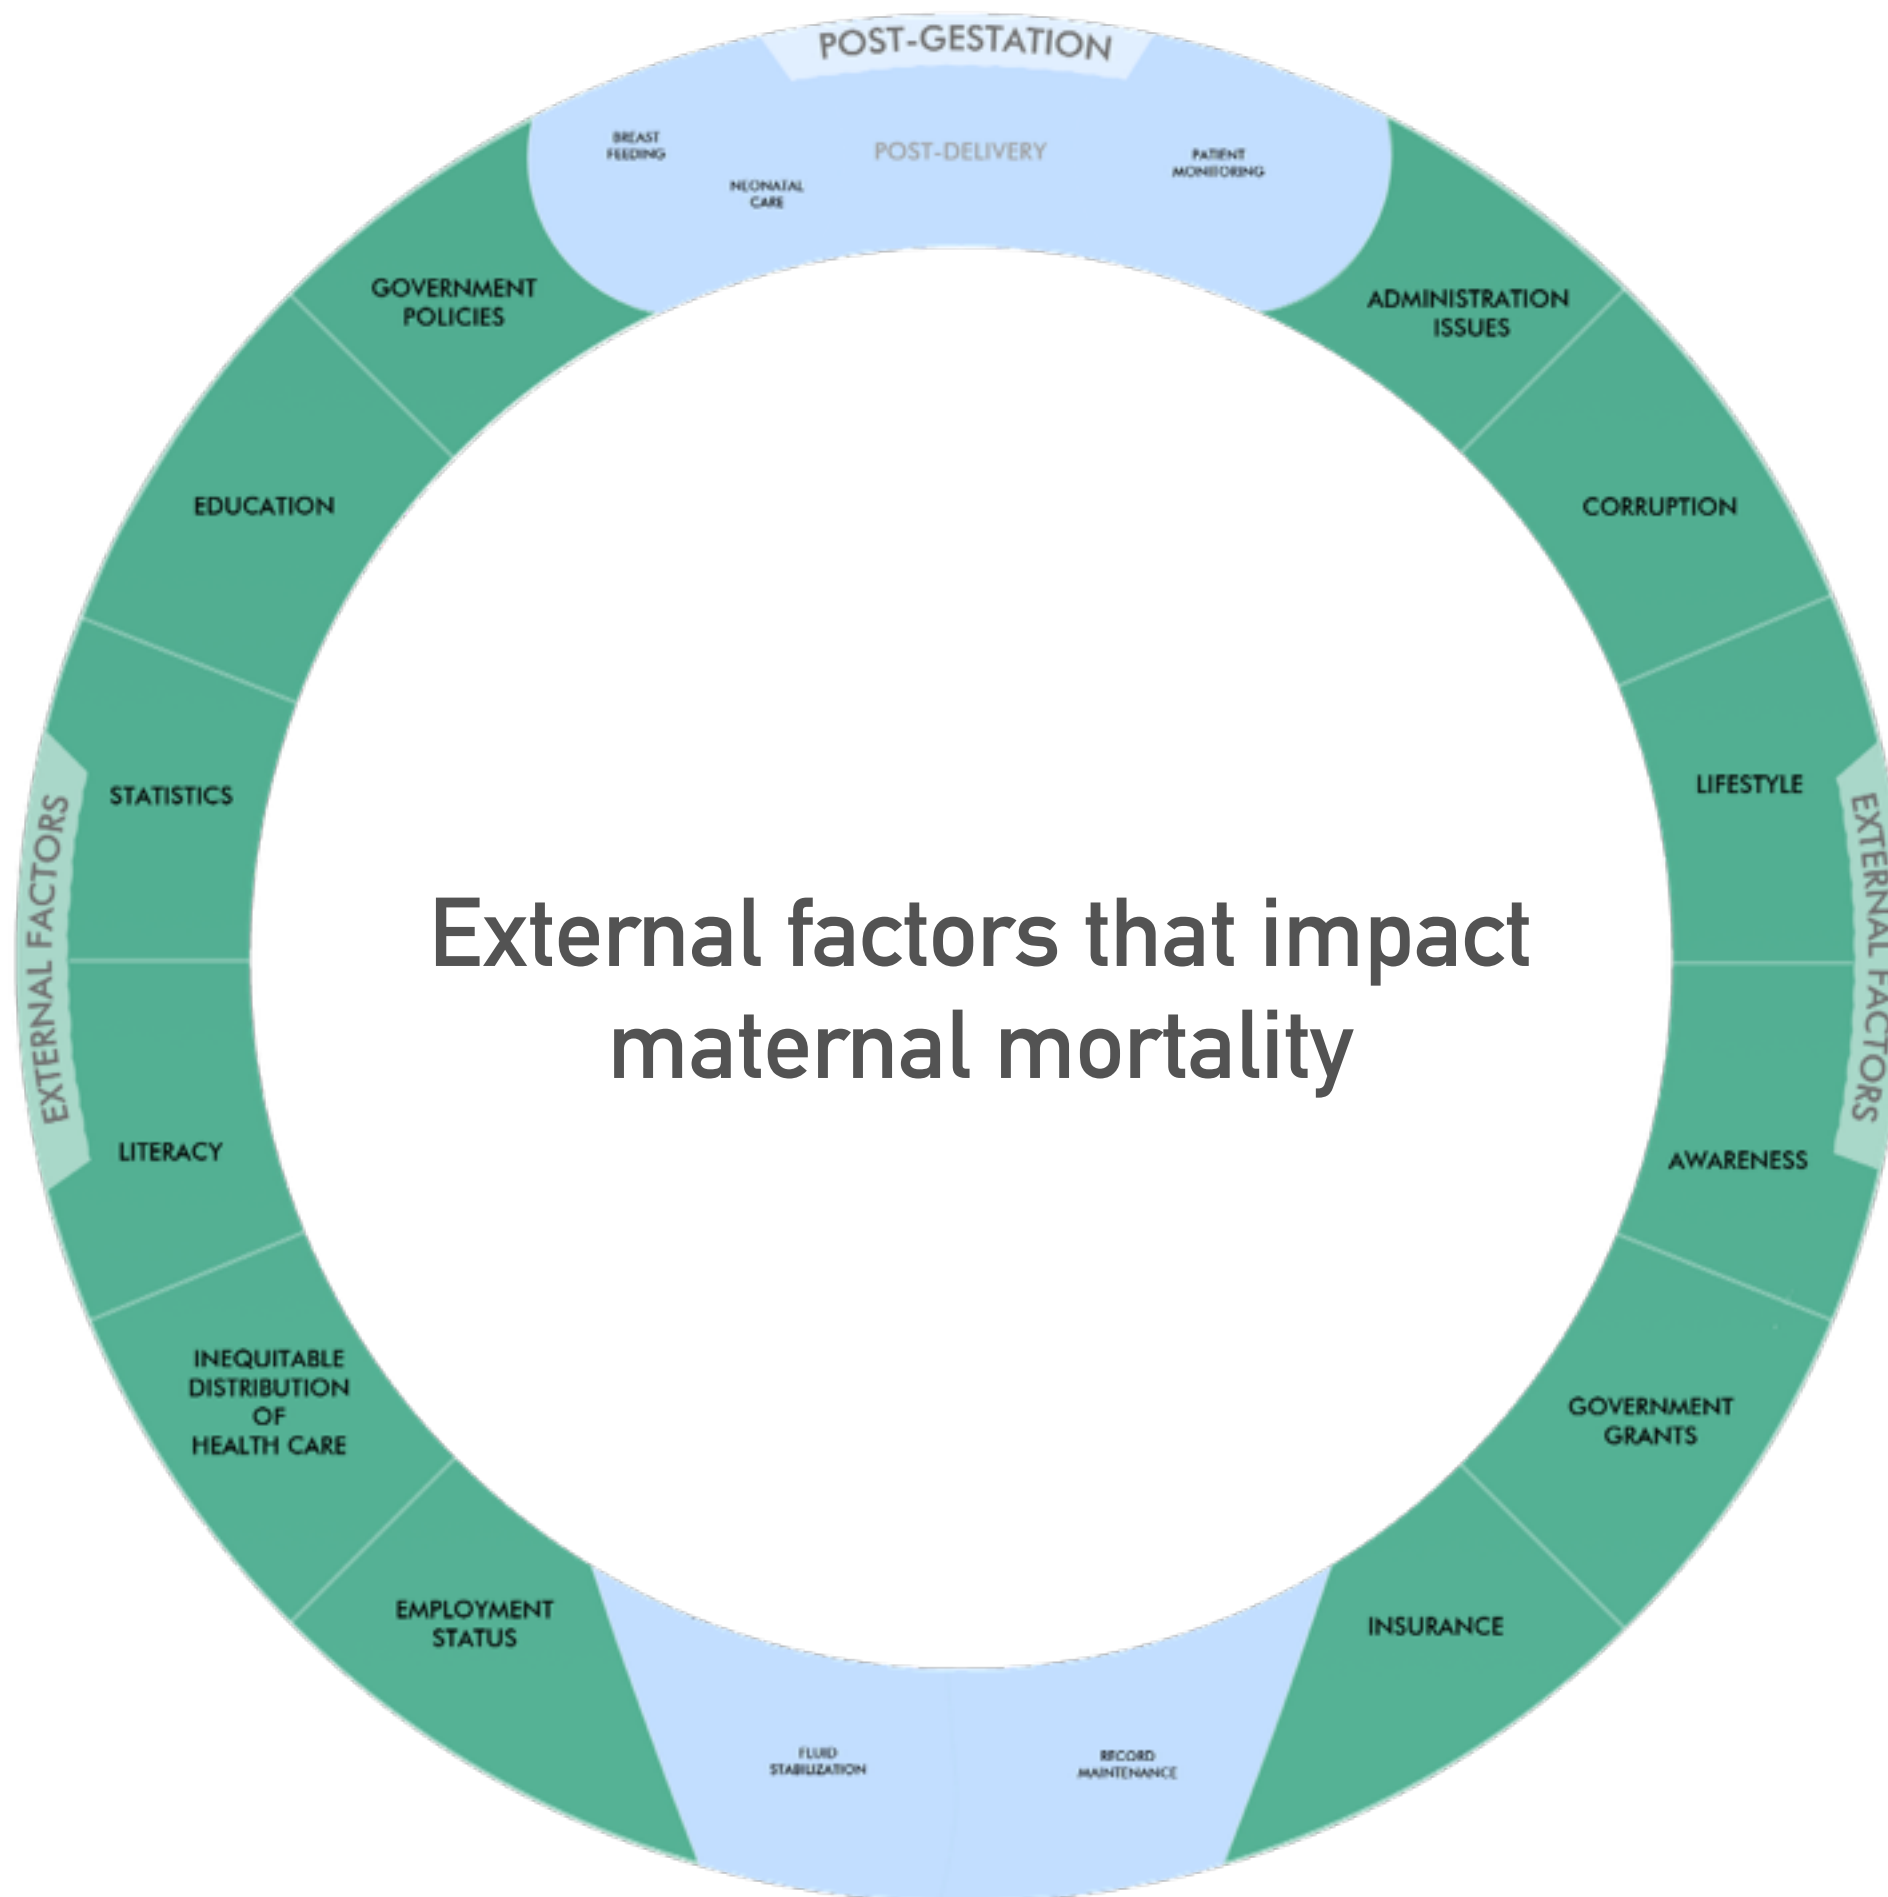 POST-GESTATION
BREAST
FEEDING
NEONATAL
CARE
POST-DELIVERY
PATIENT
MONITORING
GOVERNMENT
POLICIES
ADMINISTRATION
ISSUES
EDUCATION
CORRUPTION
STATISTICS
LIFESTYLE
EXTERNAL FACTORS
EXTERNAL FACTORS
External factors that impact
maternal mortality
LITERACY
AWARENESS
INEQUITABLE
DISTRIBUTION
OF
HEALTH CARE
GOVERNMENT
GRANTS
EMPLOYMENT
STATUS
INSURANCE
FLUID
STABILIZATION
RECORD
MAINTENANCE